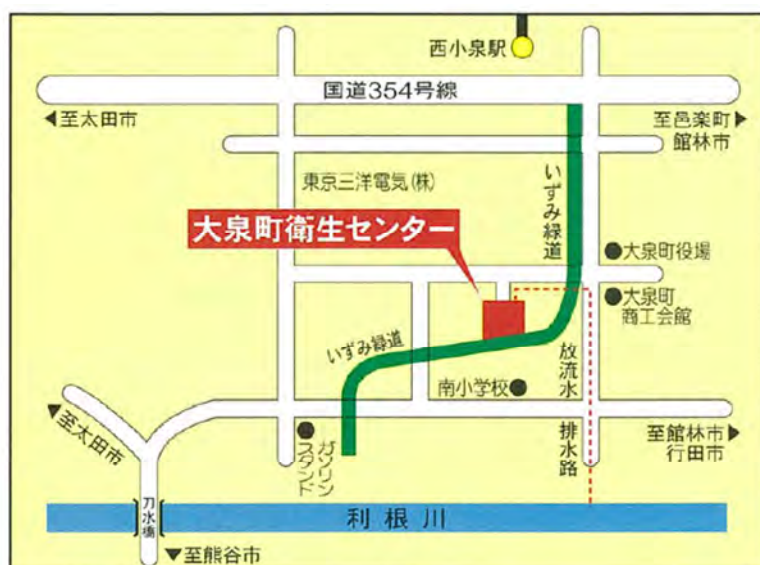 西小泉駅
国道354号線
◀至太田市
至邑楽町▶
館林市
東京三洋電気(株)
いずみ緑道
大泉町衛生センター
●大泉町役場
●大泉町
商工会館
いずみ緑道
放流水
排水路
南小学校●
▼至太田市
ガソリン
スタンド
至館林市▶
行田市
刀水橋
利根川
▼至熊谷市